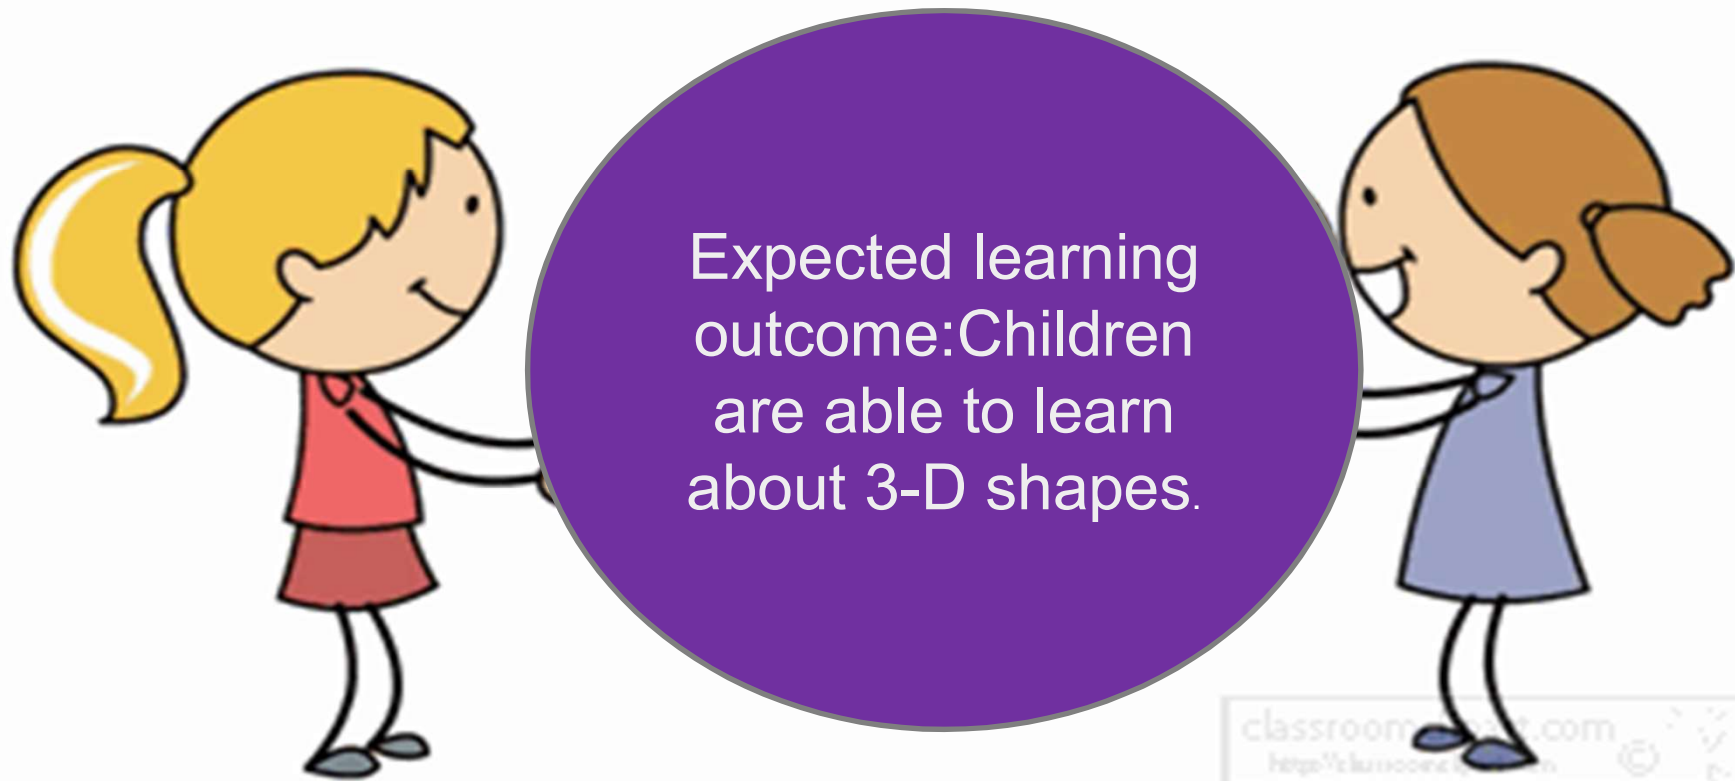 Expected learning
outcome:Children
are able to learn
about 3-D shapes.
©